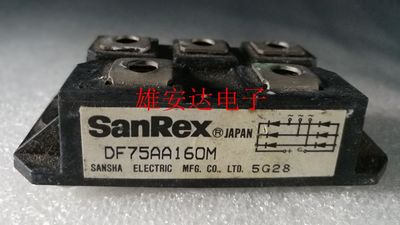 雄安达电子
SanRex® JAPAN
DF75AA160M
SANSHA ELECTRIC MFG. CO., LTD. 5G28